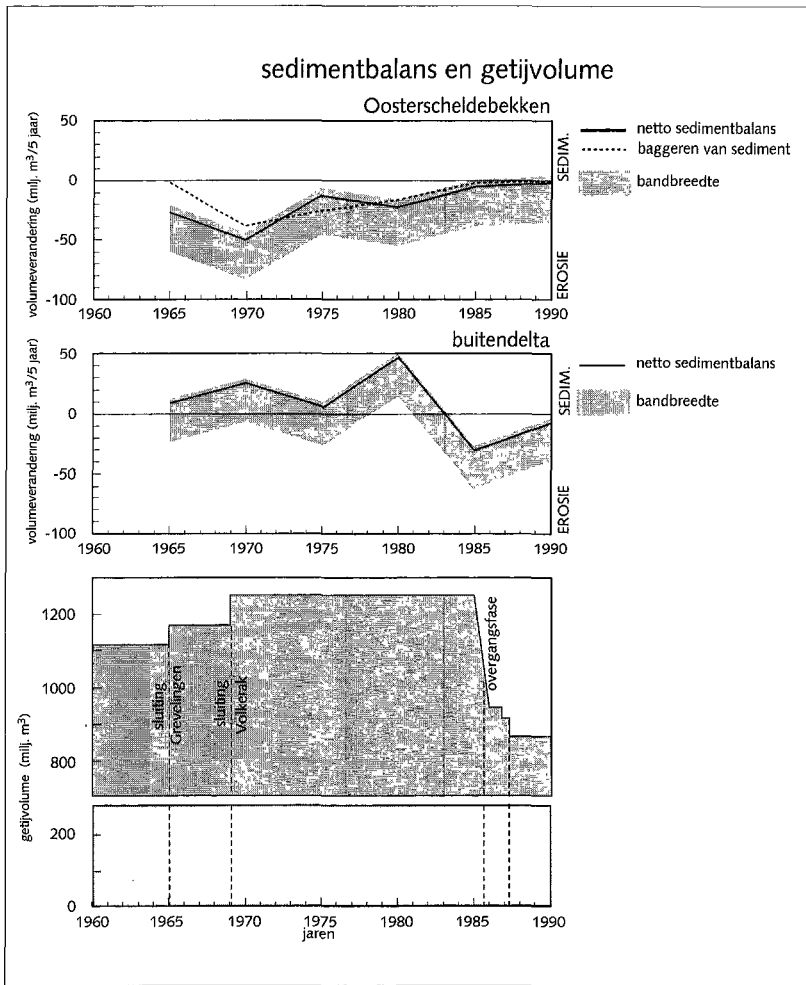 sedimentbalans en getijvolume
Oosterscheldebekken
volumeverandering (milj. m³/5 jaar)
50
0
-50
-100
SEDIM.
EROSIE
1960 1965 1970 1975 1980 1985 1990
netto sedimentbalans
baggeren van sediment
bandbreedte
buitendelta
volumeverandering (milj. m³/5 jaar)
50
0
-50
-100
SEDIM.
EROSIE
1960 1965 1970 1975 1980 1985 1990
netto sedimentbalans
bandbreedte
getijvolume (milj. m³)
1200
1000
800
200
0
sluiting
Grevelingen
sluiting
Volkerak
overgangsfase
1960 1965 1970 1975 1980 1985 1990
jaren